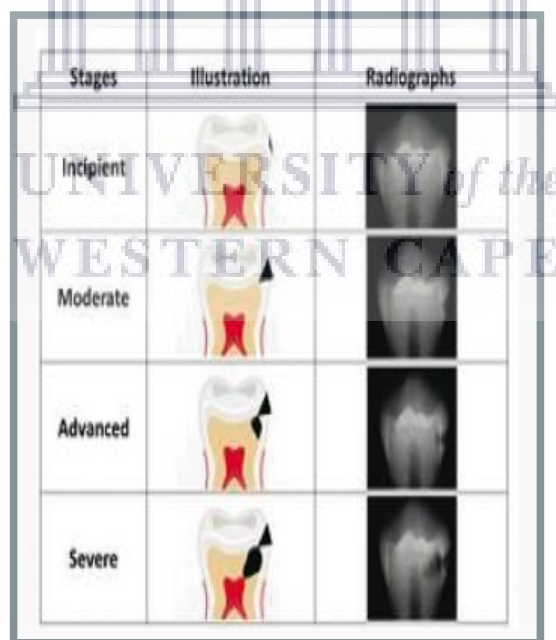 Stages Illustration Radiographs
Incipient
UNIVERSITY of the
WESTERN CAPE
Moderate
Advanced
Severe